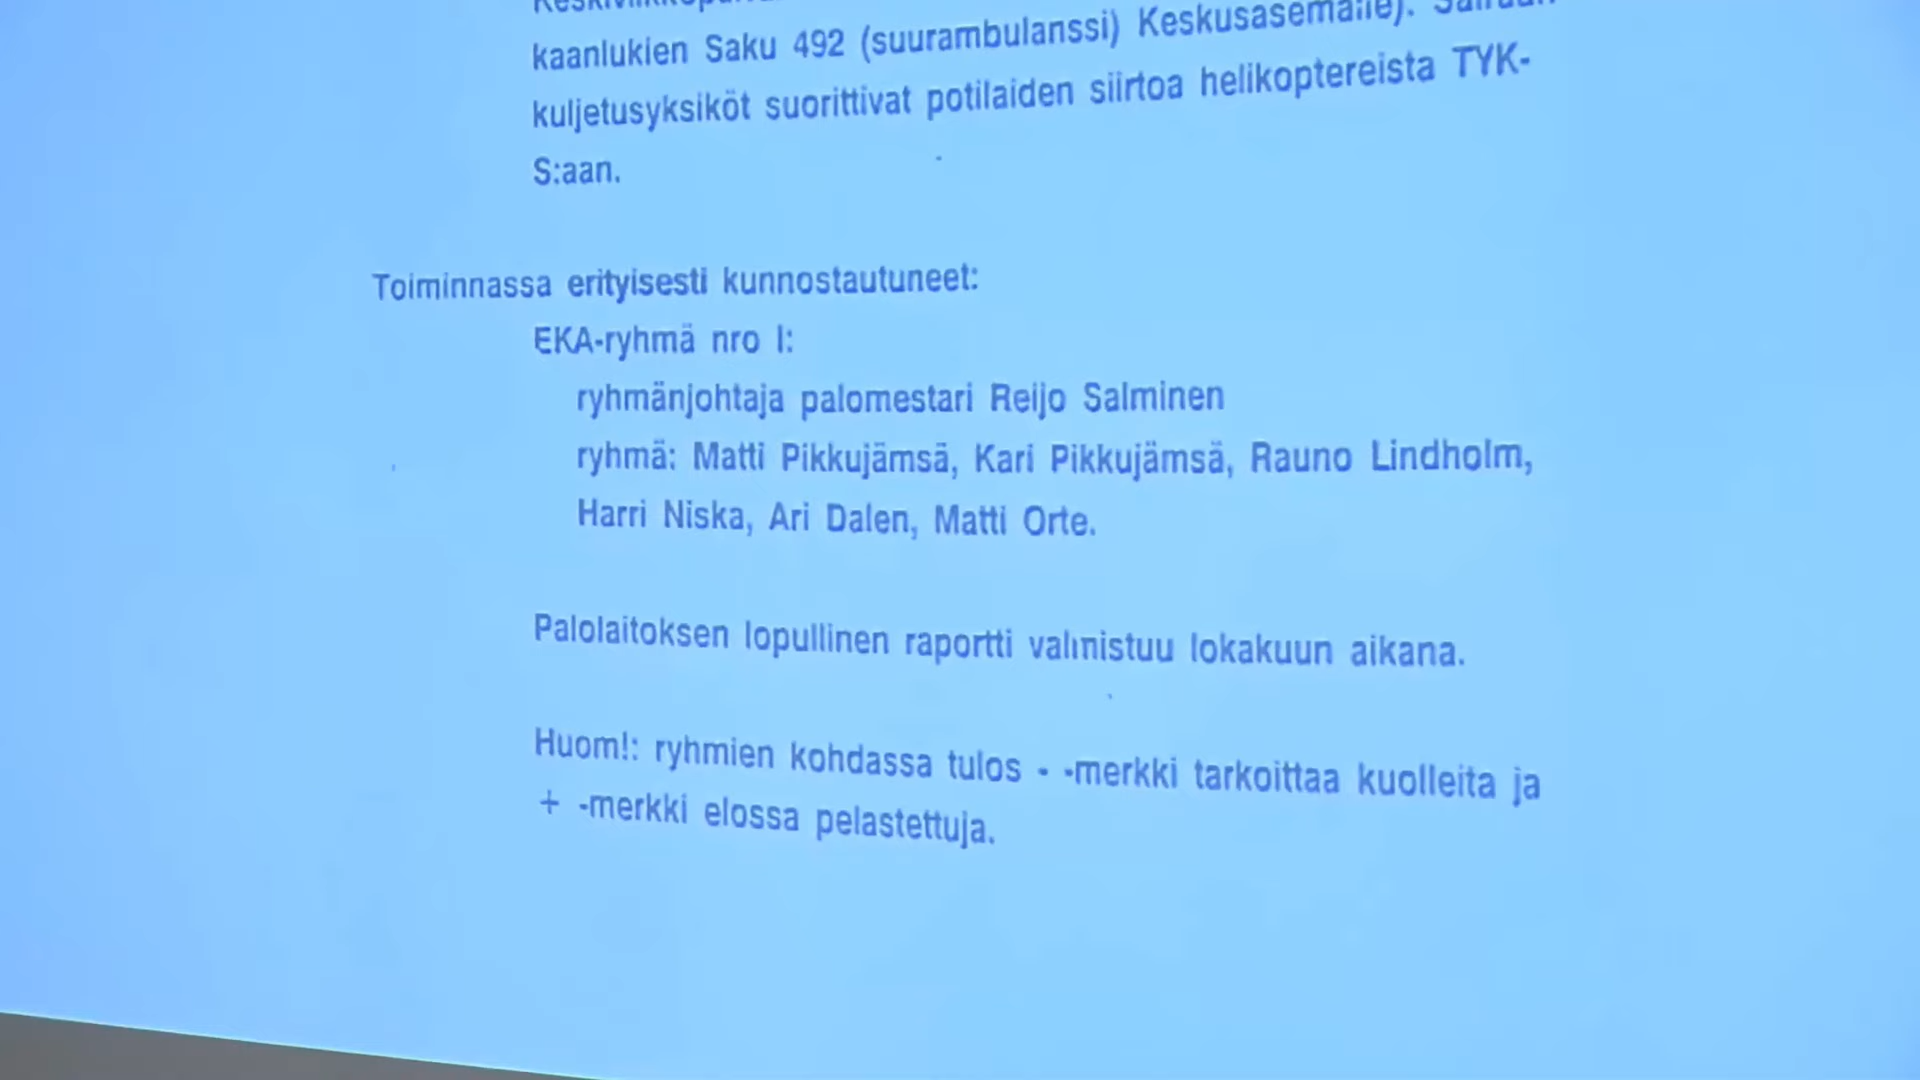 kaanlukien Saku 492 (suurambulanssi) Keskusasemalle).
kuljetusyksiköt suorittivat potilaiden siirtoa helikoptereista TYK-
S:aan.
Toiminnassa erityisesti kunnostautuneet:
EKA-ryhmä nro I:
ryhmänjohtaja palomestari Reijo Salminen
ryhmä: Matti Pikkujämsä, Kari Pikkujämsä, Rauno Lindholm,
Harri Niska, Ari Dalen, Matti Orte.
Palolaitoksen lopullinen raportti valmistuu lokakuun aikana.
Huom!: ryhmien kohdassa tulos - -merkki tarkoittaa kuolleita ja
+ -merkki elossa pelastettuja.